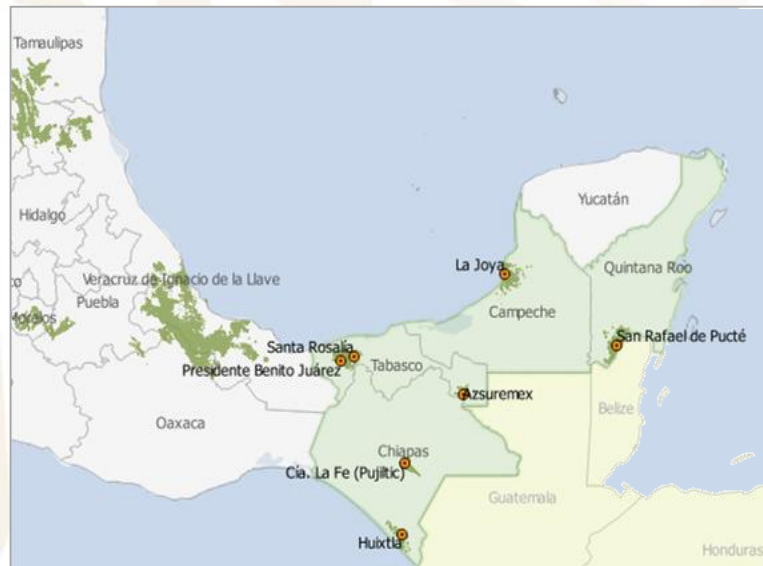 Tamaulipas
Hidalgo
Yucatán
La Joya
Quintana Roo
Veracruz de Ignacio de la Llave
Puebla
Campeche
Morelos
San Rafael de Pucté
Santa Rosalía
Tabasco
Presidente Benito Juárez
Azsuremex
Belize
Oaxaca
Chiapas
Cía. La Fe (Pujiltic)
Guatemala
Huixtla
Honduras